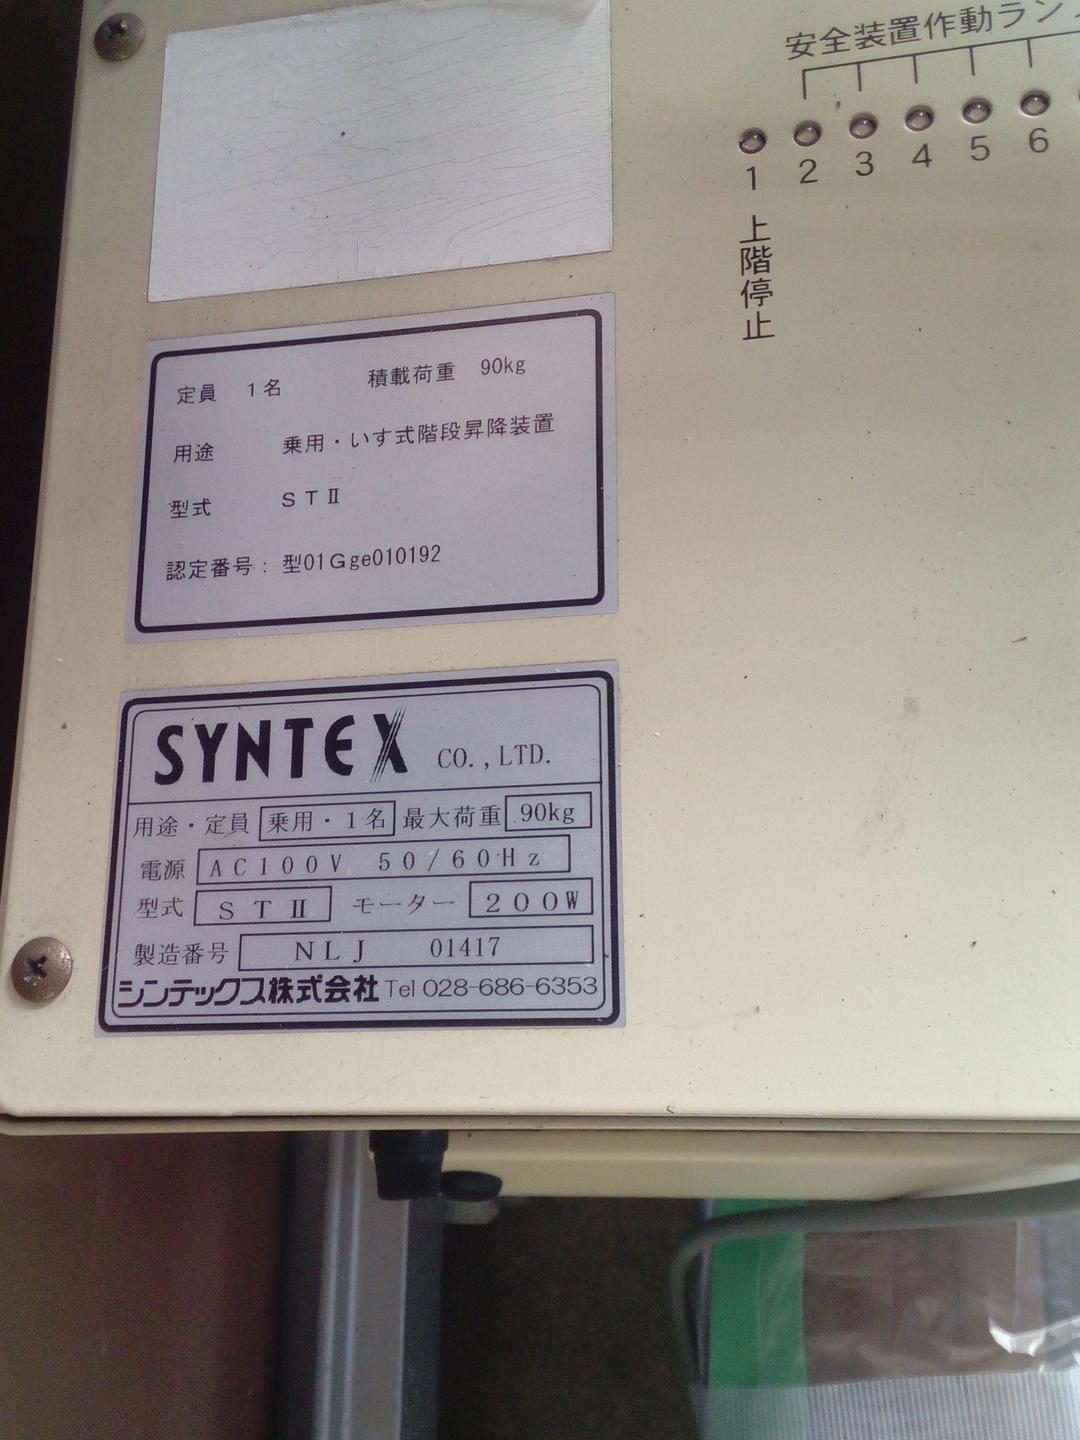 安全装置作動ラン
1 2 3 4 5 6
上階停止
定員 1名 積載荷重 90kg
用途 乗用・いす式階段昇降装置
型式 STⅡ
認定番号: 型01Gge010192
SYNTEX CO.,LTD.
用途・定員 乗用・1名 最大荷重 90kg
電源 AC100V 50/60Hz
型式 STⅡ モーター 200W
製造番号 NLJ 01417
シンテックス株式会社 Tel 028-686-6353